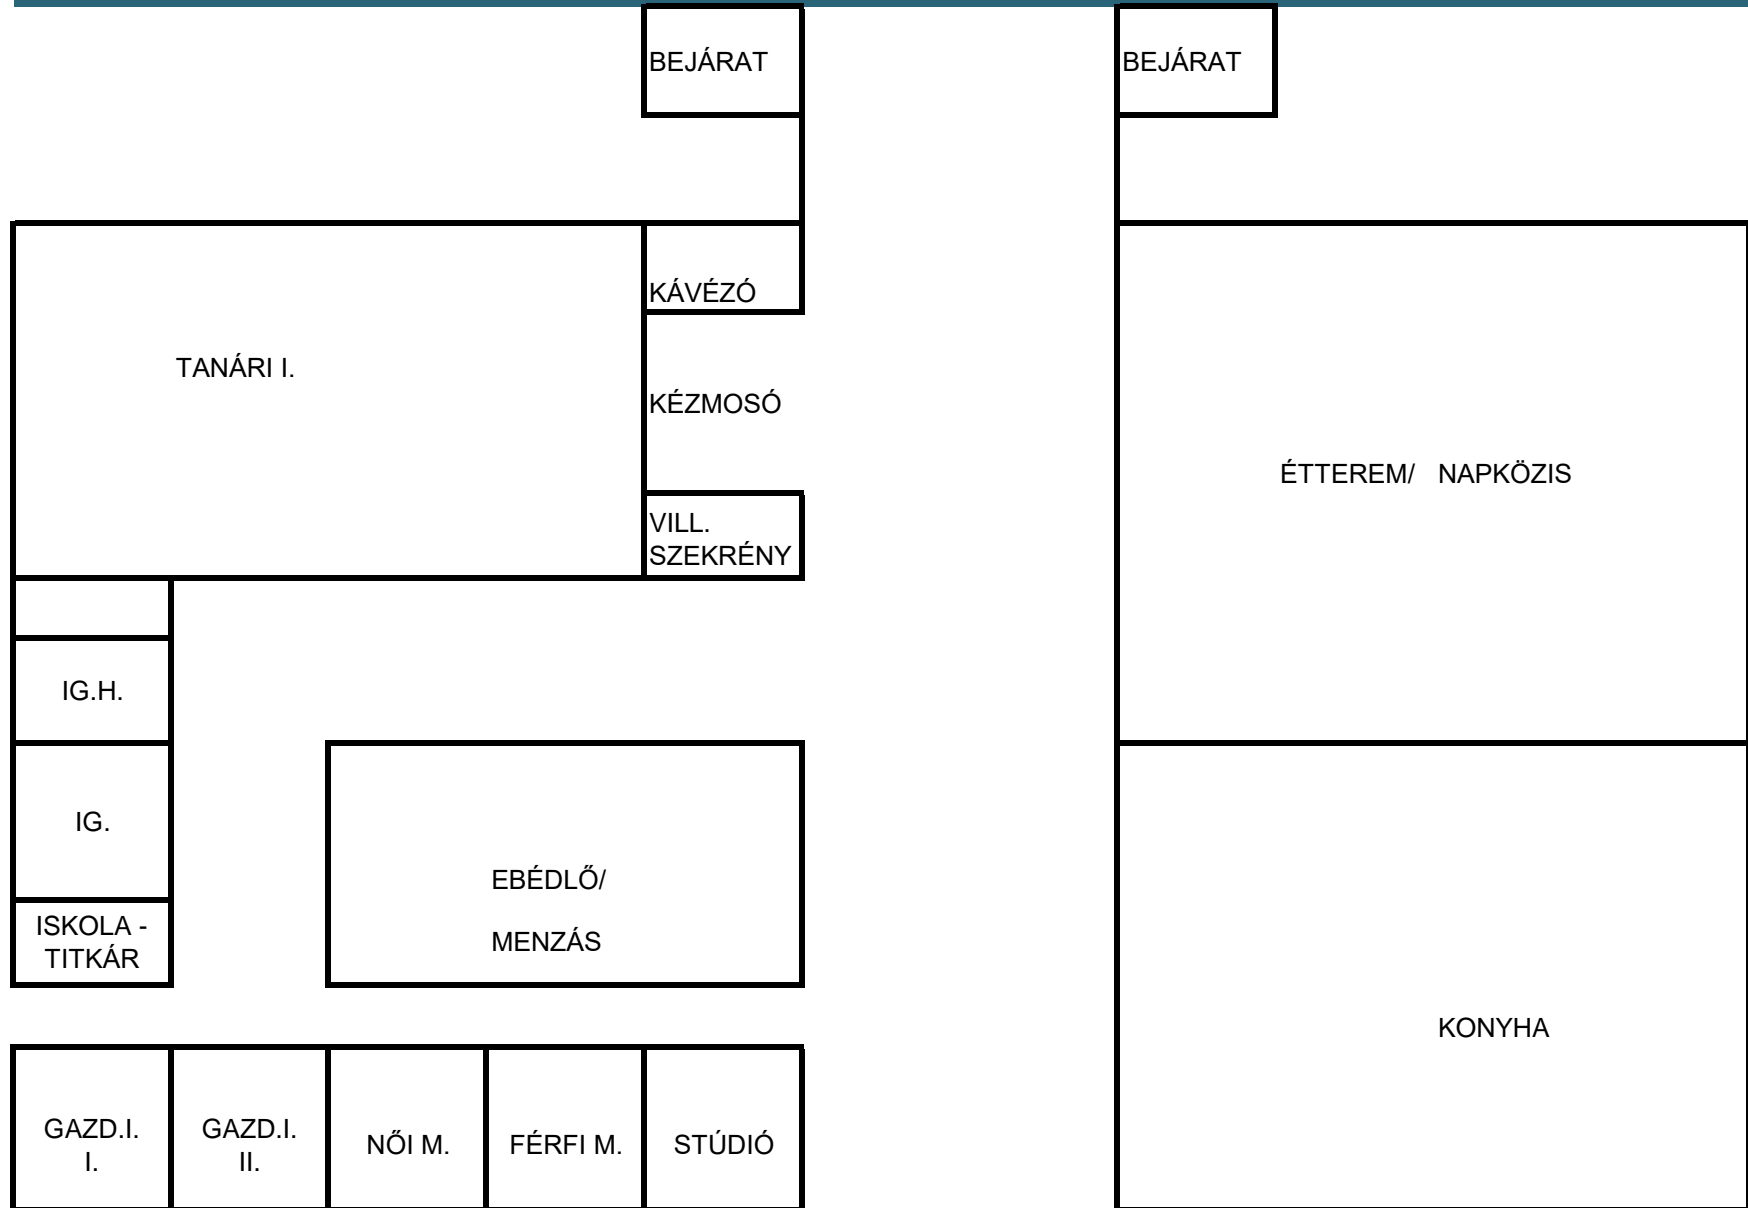 BEJÁRAT
BEJÁRAT
KÁVÉZÓ
TANÁRI I.
KÉZMOSÓ
ÉTTEREM/ NAPKÖZIS
VILL.
SZEKRÉNY
IG.H.
IG.
EBÉDLŐ/
MENZÁS
ISKOLA -
TITKÁR
KONYHA
GAZD.I.
I.
GAZD.I.
II.
NŐI M.
FÉRFI M.
STÚDIÓ